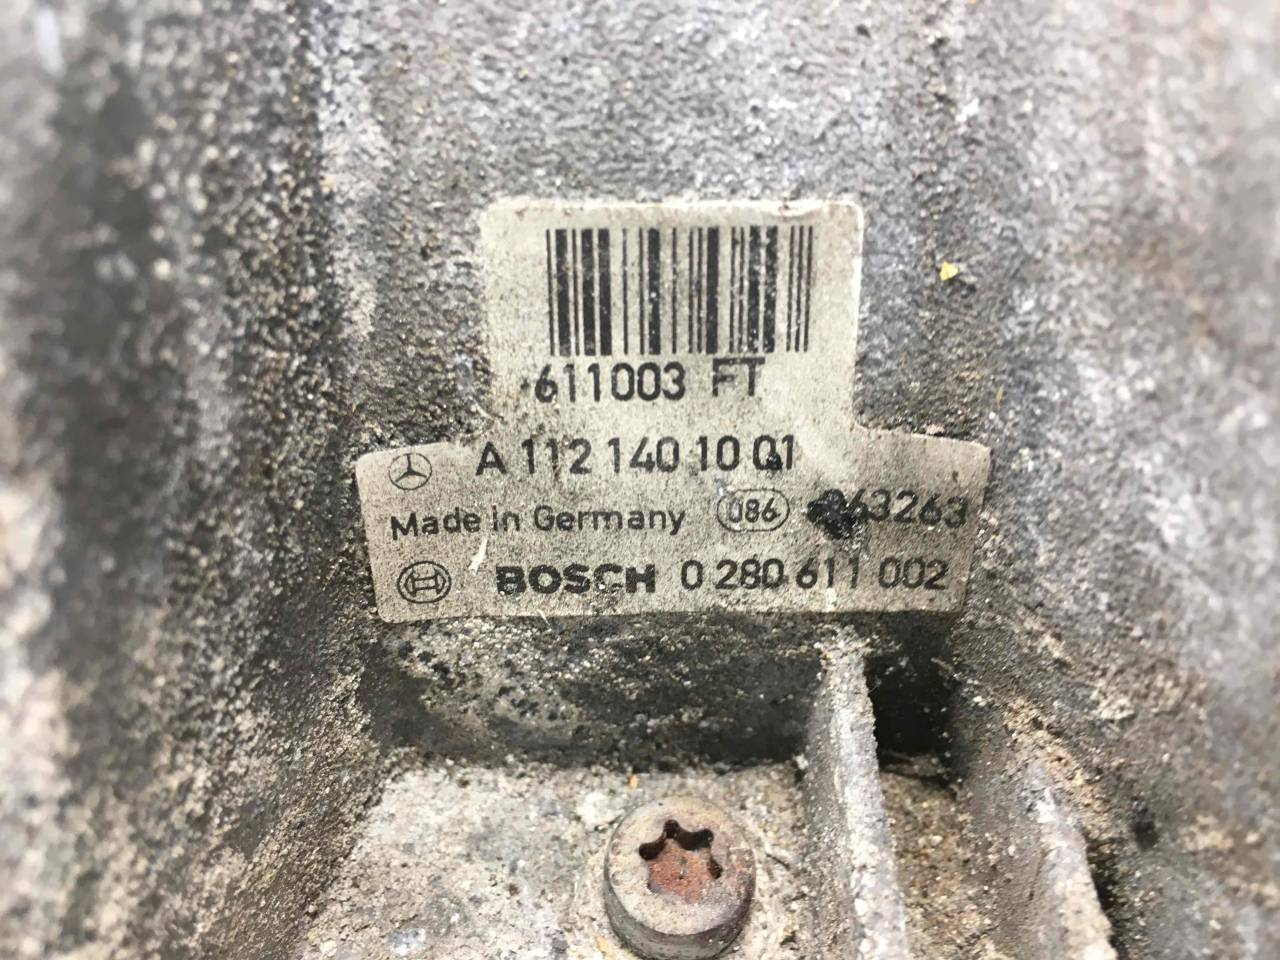 611003 FT
A 112 140 10 01
Made in Germany 086
BOSCH 0 280 611 002